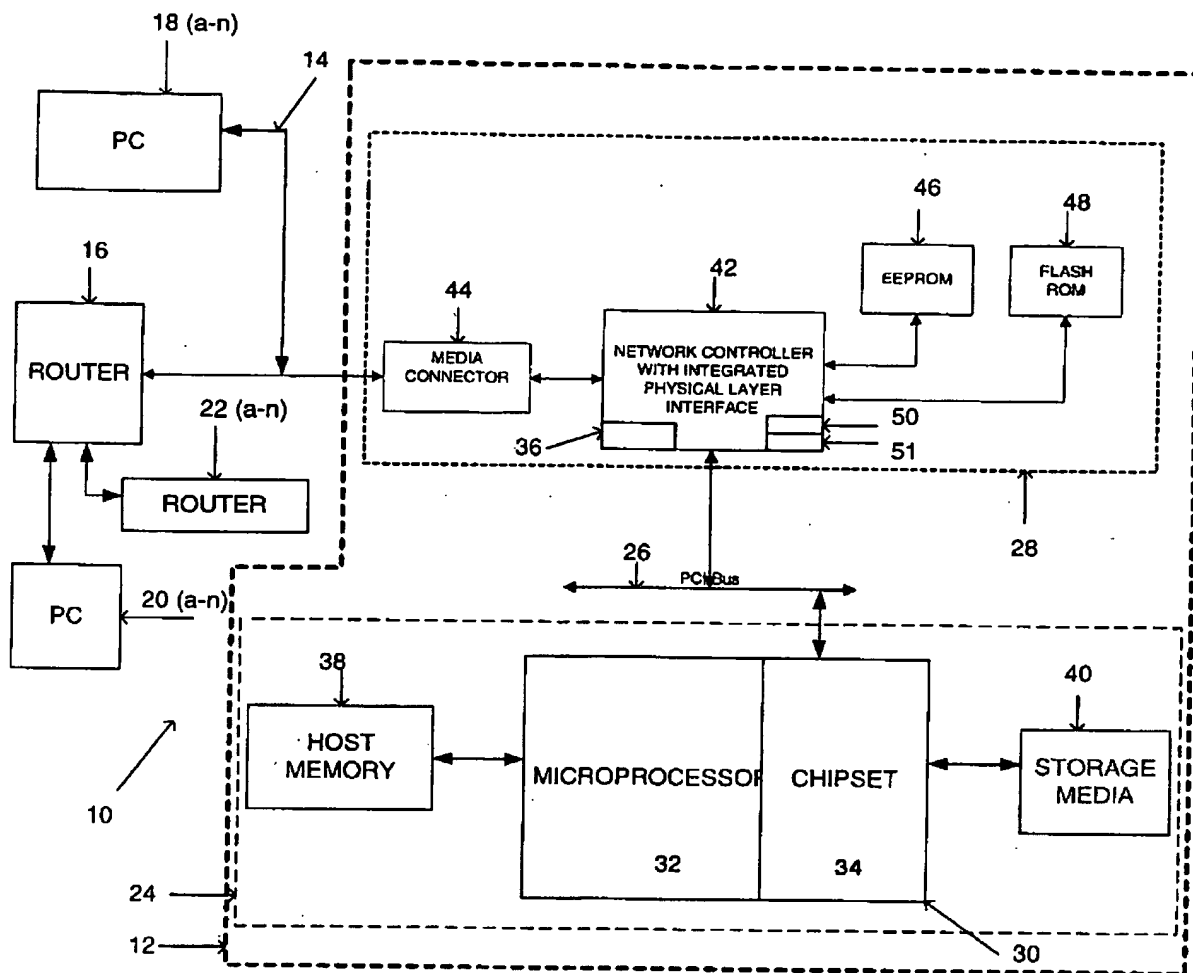 18 (a-n)
14
PC
46
48
16
42
EEPROM
FLASH
ROM
44
ROUTER
MEDIA
CONNECTOR
NETWORK CONTROLLER
WITH INTEGRATED
PHYSICAL LAYER
INTERFACE
22 (a-n)
50
36
51
ROUTER
28
26
PCI Bus
PC
20 (a-n)
38
40
HOST
MEMORY
MICROPROCESSOR
CHIPSET
STORAGE
MEDIA
10
32
34
24
12
30